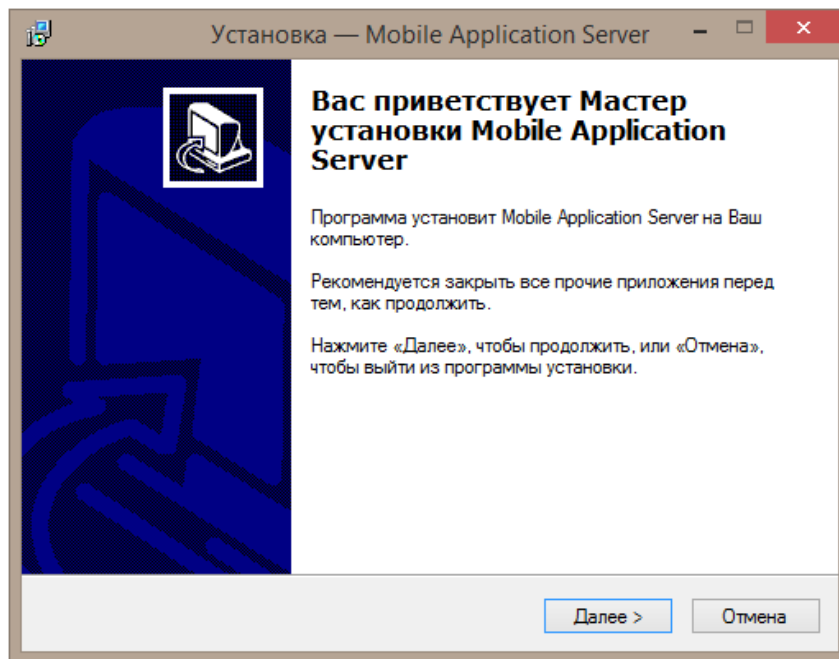 Установка — Mobile Application Server
Вас приветствует Мастер
установки Mobile Application
Server
Программа установит Mobile Application Server на Ваш
компьютер.
Рекомендуется закрыть все прочие приложения перед
тем, как продолжить.
Нажмите «Далее», чтобы продолжить, или «Отмена»,
чтобы выйти из программы установки.
Далее >
Отмена